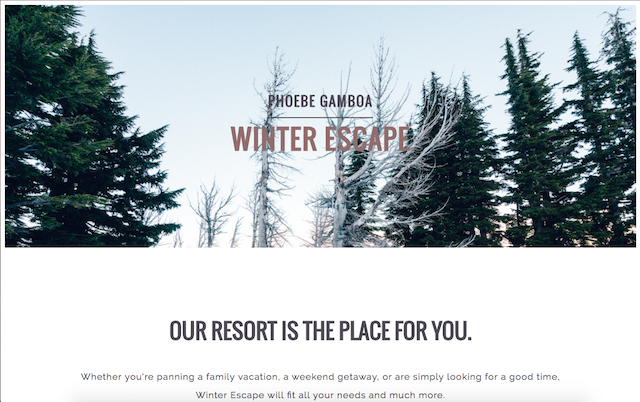 PHOEBE GAMBOA
WINTER ESCAPE
OUR RESORT IS THE PLACE FOR YOU.
Whether you're panning a family vacation, a weekend getaway, or are simply looking for a good time,
Winter Escape will fit all your needs and much more.